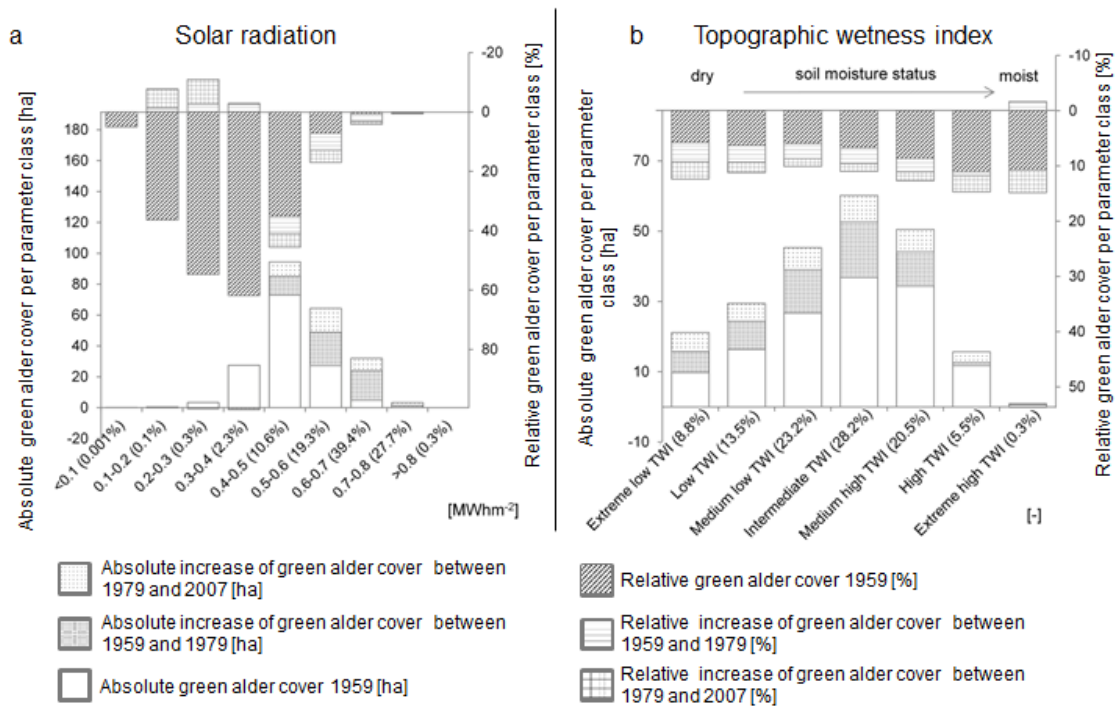 a
Solar radiation
Absolute green alder cover per parameter class [ha]
180
160
140
120
100
80
60
40
20
0
-20
-20
0
20
40
60
80
Relative green alder cover per parameter class [%]
<0.1 (0.001%)
0.1-0.2 (0.1%)
0.2-0.3 (0.3%)
0.3-0.4 (2.3%)
0.4-0.5 (10.6%)
0.5-0.6 (19.3%)
0.6-0.7 (39.4%)
0.7-0.8 (27.7%)
>0.8 (0.3%)
[MWhm-2]
b
Topographic wetness index
dry
soil moisture status
moist
Absolute green alder cover per parameter
class [ha]
70
50
30
10
-10
-10
0
10
20
30
40
50
Relative green alder cover per parameter class [%]
Extreme low TWI (8.8%)
Low TWI (13.5%)
Medium low TWI (23.2%)
Intermediate TWI (28.2%)
Medium high TWI (20.5%)
High TWI (5.5%)
Extreme high TWI (0.3%)
[-]
Absolute increase of green alder cover between
1979 and 2007 [ha]
Absolute increase of green alder cover between
1959 and 1979 [ha]
Absolute green alder cover 1959 [ha]
Relative green alder cover 1959 [%]
Relative increase of green alder cover between
1959 and 1979 [%]
Relative increase of green alder cover between
1979 and 2007 [%]